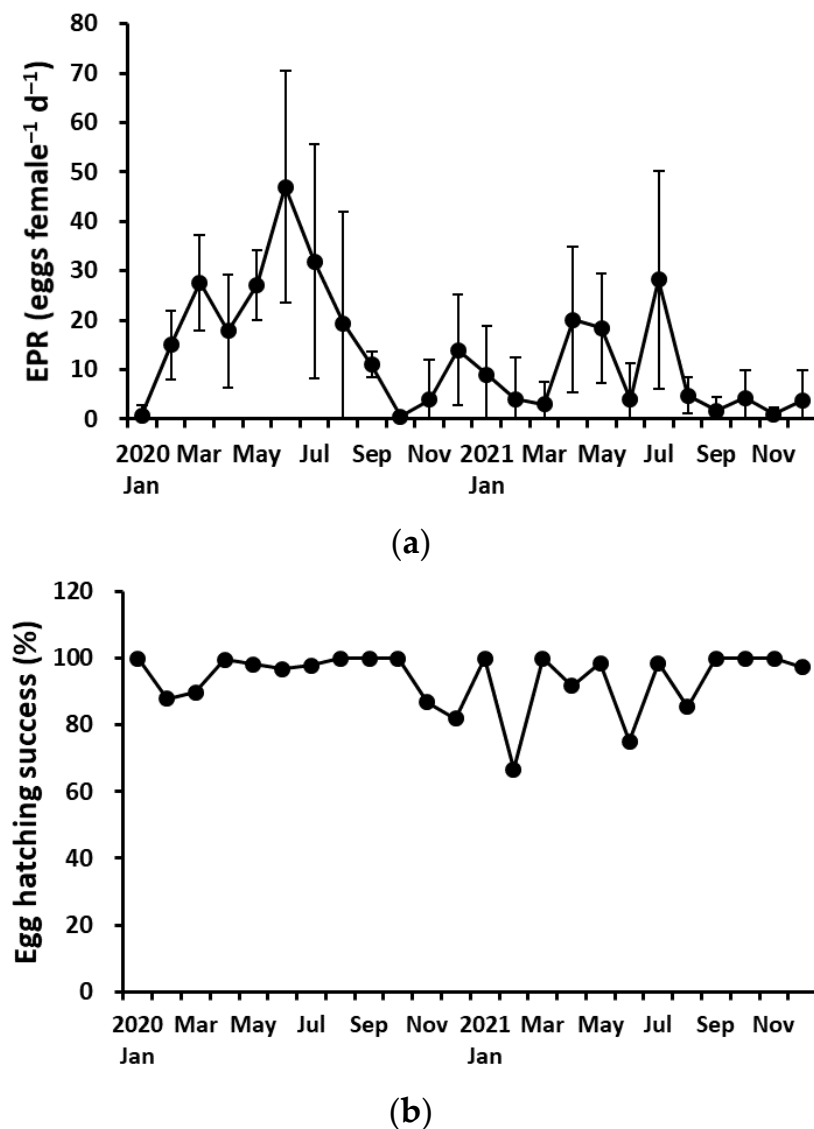 EPR (eggs female⁻¹ d⁻¹)
80
70
60
50
40
30
20
10
0
2020 Mar May Jul Sep Nov 2021 Mar May Jul Sep Nov
Jan Jan
(a)
Egg hatching success (%)
120
100
80
60
40
20
0
2020 Mar May Jul Sep Nov 2021 Mar May Jul Sep Nov
Jan Jan
(b)